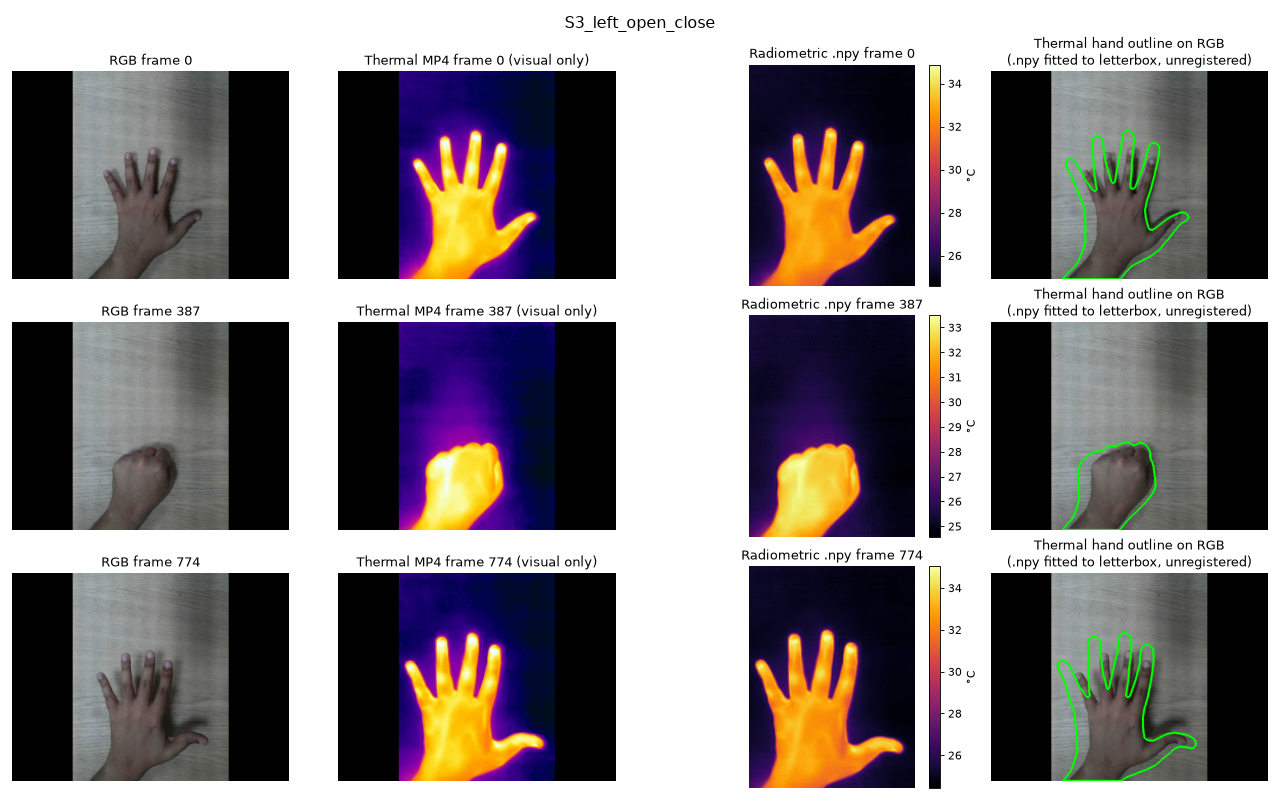 S3_left_open_close
RGB frame 0
Thermal MP4 frame 0 (visual only)
Radiometric .npy frame 0
Thermal hand outline on RGB
(.npy fitted to letterbox, unregistered)
34
32
30
28
26
°C
RGB frame 387
Thermal MP4 frame 387 (visual only)
Radiometric .npy frame 387
Thermal hand outline on RGB
(.npy fitted to letterbox, unregistered)
33
32
31
30
29
28
27
26
25
°C
RGB frame 774
Thermal MP4 frame 774 (visual only)
Radiometric .npy frame 774
Thermal hand outline on RGB
(.npy fitted to letterbox, unregistered)
34
32
30
28
26
°C